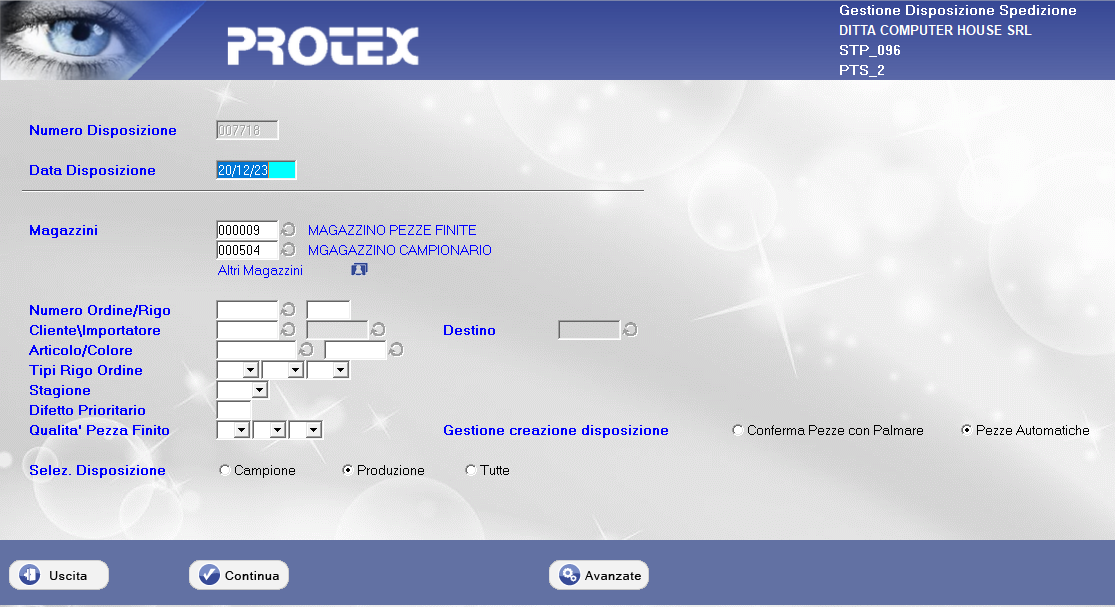 PROTEX
Gestione Disposizione Spedizione
DITTA COMPUTER HOUSE SRL
STP_096
PTS_2
Numero Disposizione 007718
Data Disposizione 20/12/23
Magazzini 000009 MAGAZZINO PEZZE FINITE
000504 MGAGAZZINO CAMPIONARIO
Altri Magazzini
Numero Ordine/Rigo
Cliente\Importatore Destino
Articolo/Colore
Tipi Rigo Ordine
Stagione
Difetto Prioritario
Qualita' Pezza Finito Gestione creazione disposizione Conferma Pezze con Palmare Pezze Automatiche
Selez. Disposizione Campione Produzione Tutte
Uscita Continua Avanzate